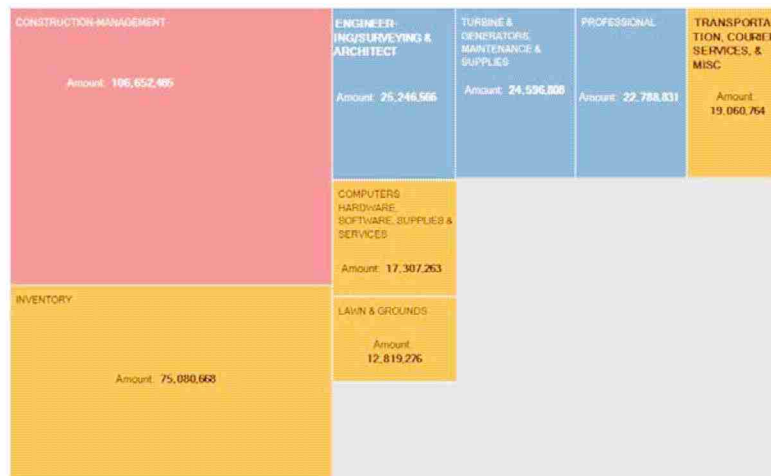 CONSTRUCTION-MANAGEMENT
Amount: 106,652,465
ENGINEER-
ING/SURVEYING &
ARCHITECT
Amount: 25,246,566
TURBINE &
GENERATORS,
MAINTENANCE &
SUPPLIES
Amount: 24,596,808
PROFESSIONAL
Amount: 22,788,831
TRANSPORTA
TION, COURIER
SERVICES, &
MISC
Amount:
19,060,764
COMPUTERS
HARDWARE,
SOFTWARE, SUPPLIES &
SERVICES
Amount: 17,307,263
LAWN & GROUNDS
Amount:
12,819,276
INVENTORY
Amount: 75,080,668